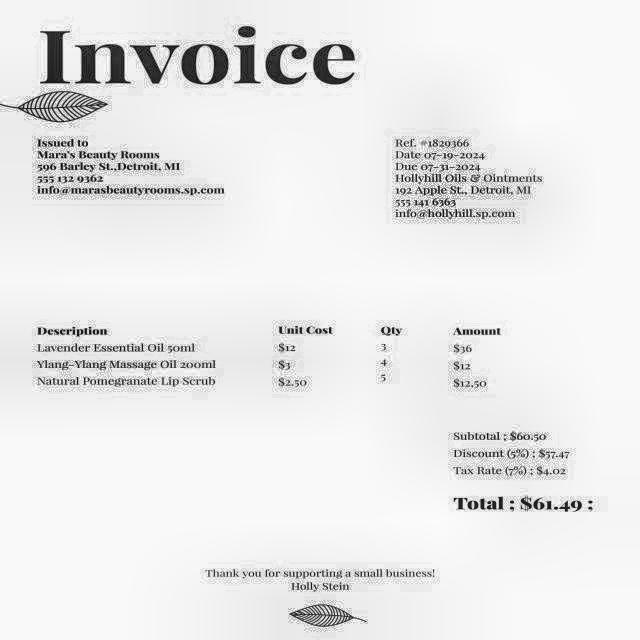 Invoice
Issued to
Mara's Beauty Rooms
596 Barley St.,Detroit, MI
555 132 9362
info@marasbeautyrooms.sp.com
Ref. #1829366
Date 07-19-2024
Due 07-31-2024
Hollyhill Oils & Ointments
192 Apple St., Detroit, MI
555 141 6363
info@hollyhill.sp.com
Description Unit Cost Qty Amount
Lavender Essential Oil 50ml $12 3 $36
Ylang-Ylang Massage Oil 200ml $3 4 $12
Natural Pomegranate Lip Scrub $2.50 5 $12.50
Subtotal ; $60.50
Discount (5%) ; $57.47
Tax Rate (7%) ; $4.02
Total ; $61.49 ;
Thank you for supporting a small business!
Holly Stein